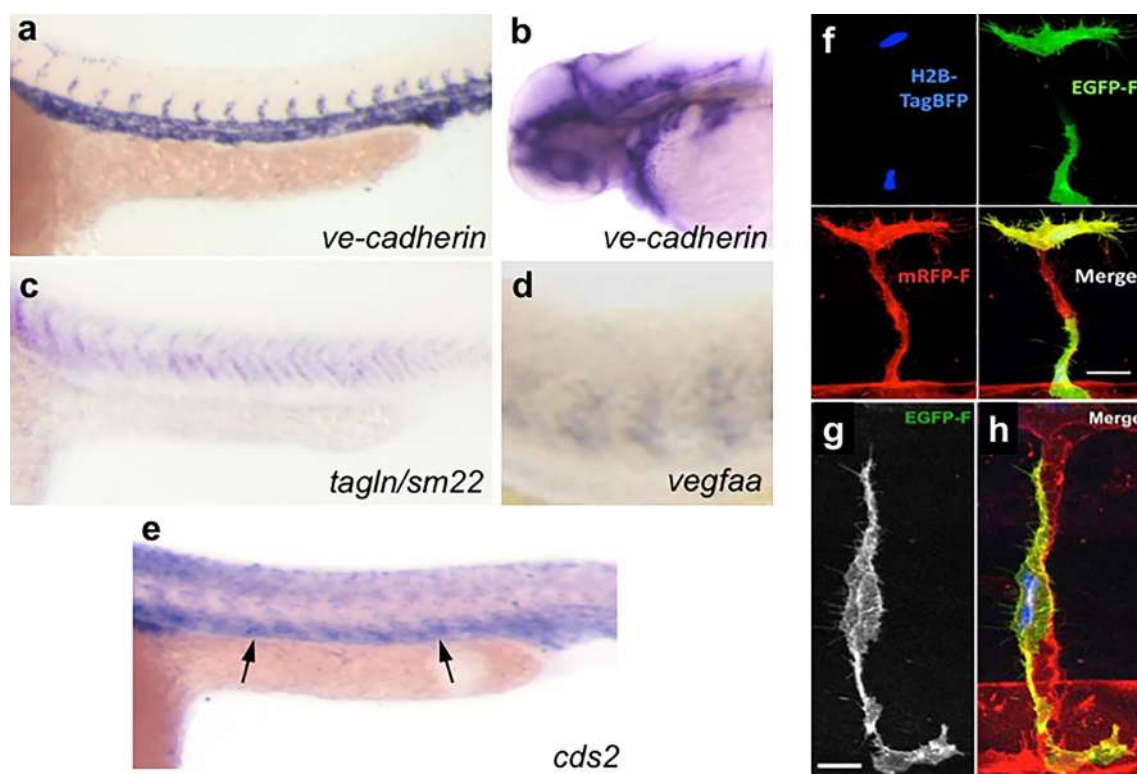 a
ve-cadherin
b
ve-cadherin
c
tagln/sm22
d
vegfaa
e
cds2
f
H2B-
TagBFP
EGFP-F
mRFP-F
Merge
g
EGFP-F
h
Merge